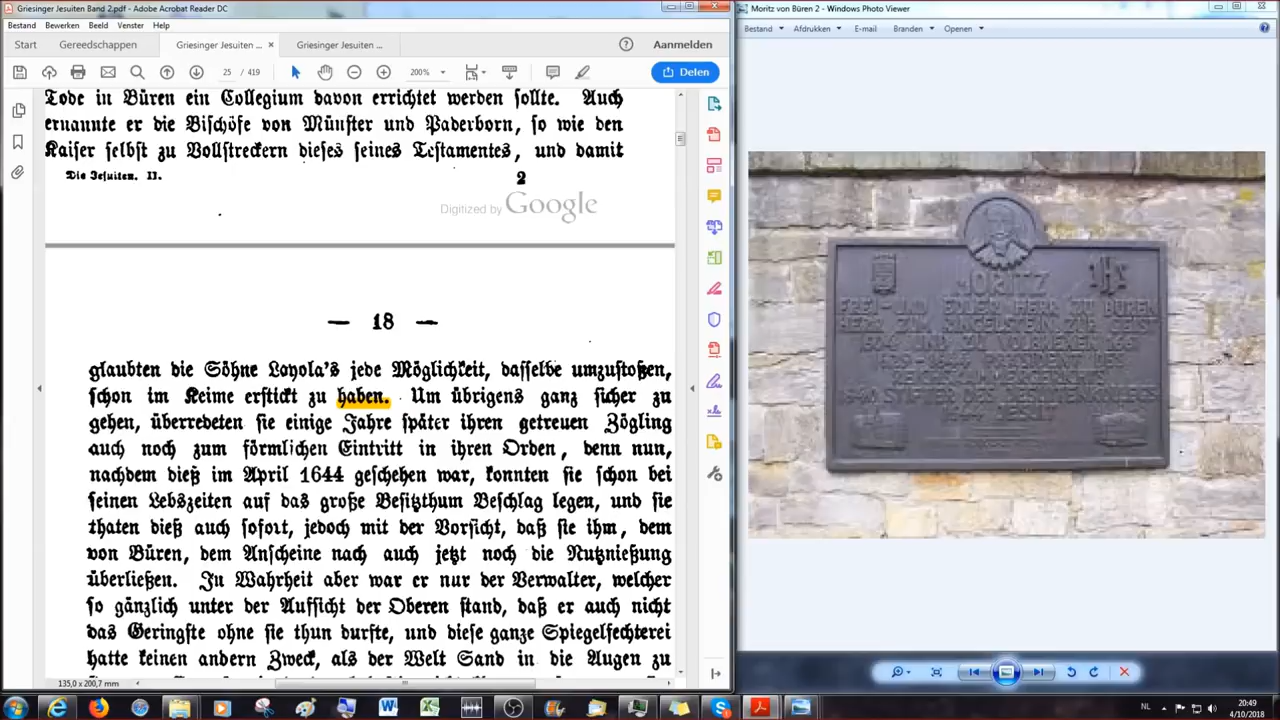 Griesinger Jesuiten Band 2.pdf - Adobe Acrobat Reader DC
Bestand Bewerken Beeld Venster Help
Start Gereedschappen Griesinger Jesuiten ... × Griesinger Jesuiten ... Aanmelden
25 / 419 200% Delen
Tode in Büren ein Collegium davon errichtet werden sollte. Auch
ernannte er die Bischöfe von Münster und Paderborn, so wie den
Kaiser selbst zu Vollstreckern dieses seines Testamentes, und damit
Die Jesuiten. II. 2
Digitized by Google
— 18 —
glaubten die Söhne Loyola's jede Möglichkeit, dasselbe umzustoßen,
schon im Keime erstickt zu haben. Um übrigens ganz sicher zu
gehen, überredeten sie einige Jahre später ihren getreuen Zögling
auch noch zum förmlichen Eintritt in ihren Orden, denn nun,
nachdem dieß im April 1644 geschehen war, konnten sie schon bei
seinen Lebszeiten auf das große Besitzthum Beschlag legen, und sie
thaten dieß auch sofort, jedoch mit der Vorsicht, daß sie ihm, dem
von Büren, dem Anscheine nach auch jetzt noch die Nutznießung
überließen. In Wahrheit aber war er nur der Verwalter, welcher
so gänzlich unter der Aufsicht der Oberen stand, daß er auch nicht
das Geringste ohne sie thun durfte, und diese ganze Spiegelfechterei
hatte keinen andern Zweck, als der Welt Sand in die Augen zu
135,0 x 200,7 mm
Moritz von Büren 2 - Windows Photo Viewer
Bestand Afdrukken E-mail Branden Openen
MORITZ
FREI- UND EDLER HERR ZU BÜREN
NL 20:49
4/10/2018